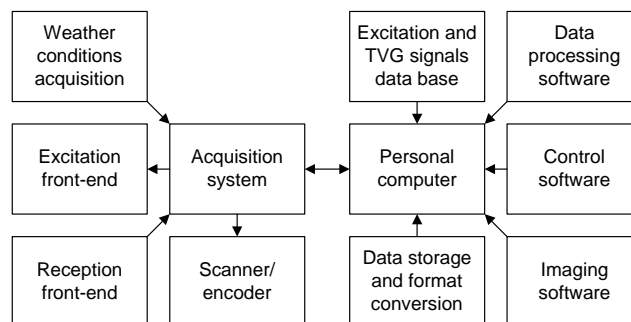 Weather
conditions
acquisition
Excitation and
TVG signals
data base
Data
processing
software
Excitation
front-end
Acquisition
system
Personal
computer
Control
software
Reception
front-end
Scanner/
encoder
Data storage
and format
conversion
Imaging
software